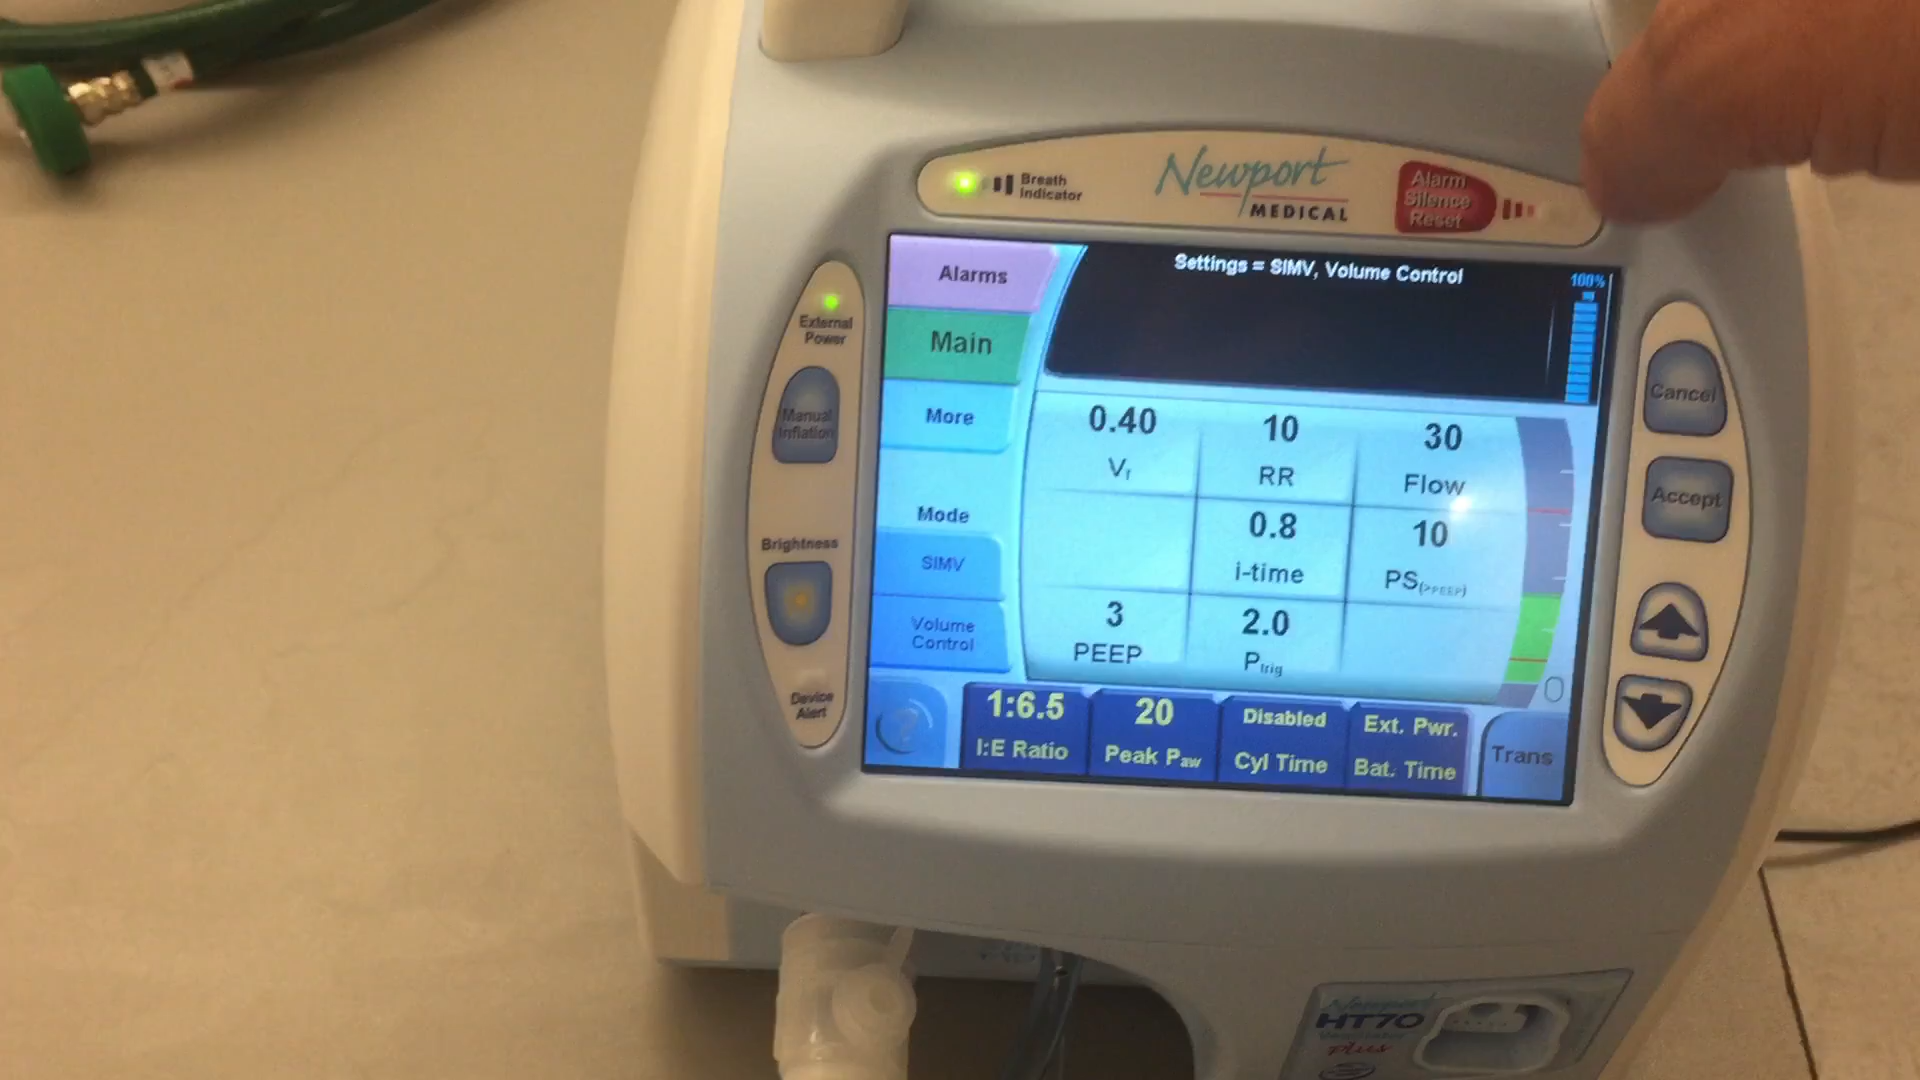 Breath
Indicator
Newport
MEDICAL
Alarm
Silence
Reset
External
Power
Manual
Inflation
Brightness
Device
Alert
Alarms
Main
More
Mode
SIMV
Volume
Control
Settings = SIMV, Volume Control
100%
0.40
Vt
10
RR
30
Flow
0.8
i-time
10
PS(>PEEP)
3
PEEP
2.0
Ptrig
0
?
1:6.5
I:E Ratio
20
Peak Paw
Disabled
Cyl Time
Ext. Pwr.
Bat. Time
Trans
Cancel
Accept
Newport
HT70
plus